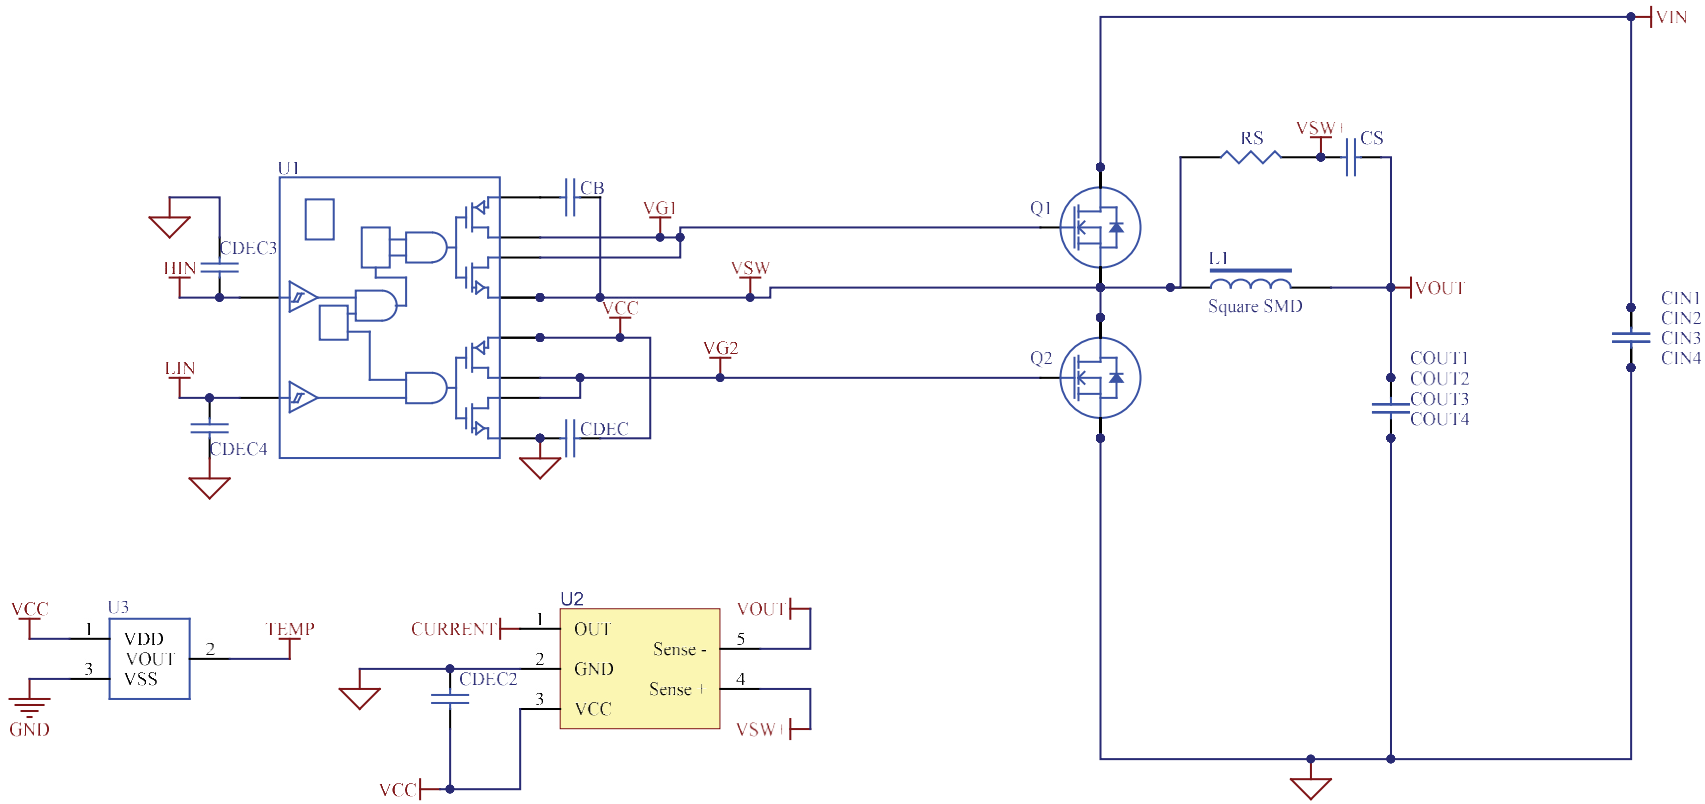 VIN
RS
VSW+
CS
U1
CB
VG1
Q1
CDEC3
HIN
VSW
L1
VOUT
Square SMD
VCC
CIN1
CIN2
CIN3
CIN4
VG2
Q2
LIN
COUT1
COUT2
COUT3
COUT4
CDEC
CDEC4
U3
VCC
1
VDD
VOUT
VSS
2
TEMP
3
GND
U2
CURRENT
1
OUT
2
GND
CDEC2
3
VCC
VCC
Sense -
5
VOUT
Sense +
4
VSW+